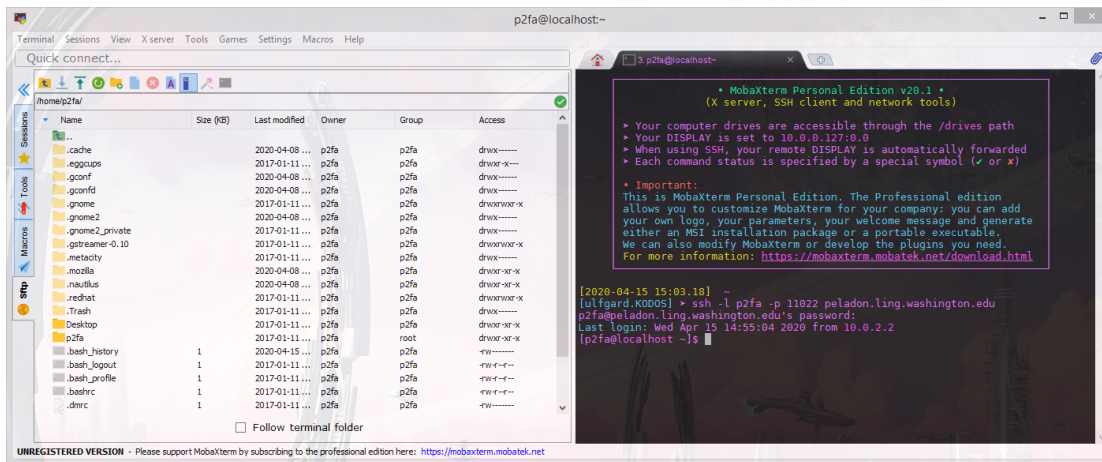 p2fa@localhost:~
Terminal Sessions View X server Tools Games Settings Macros Help
Quick connect...
3. p2fa@localhost:~
/home/p2fa/
Sessions
Tools
Macros
Sftp
Name Size (KB) Last modified Owner Group Access
..
.cache 2020-04-08 ... p2fa p2fa drwx------
.eggcups 2017-01-11 ... p2fa p2fa drwxr-x---
.gconf 2020-04-08 ... p2fa p2fa drwx------
.gconfd 2020-04-08 ... p2fa p2fa drwx------
.gnome 2017-01-11 ... p2fa p2fa drwxrwxr-x
.gnome2 2020-04-08 ... p2fa p2fa drwx------
.gnome2_private 2017-01-11 ... p2fa p2fa drwx------
.gstreamer-0.10 2017-01-11 ... p2fa p2fa drwxrwxr-x
.metacity 2017-01-11 ... p2fa p2fa drwx------
.mozilla 2020-04-08 ... p2fa p2fa drwxr-xr-x
.nautilus 2020-04-08 ... p2fa p2fa drwxr-xr-x
.redhat 2017-01-11 ... p2fa p2fa drwxrwxr-x
.Trash 2017-01-11 ... p2fa p2fa drwx------
Desktop 2017-01-11 ... p2fa p2fa drwxr-xr-x
p2fa 2017-01-11 ... p2fa root drwxr-xr-x
.bash_history 1 2020-04-15 ... p2fa p2fa -rw-------
.bash_logout 1 2017-01-11 ... p2fa p2fa -rw-r--r--
.bash_profile 1 2017-01-11 ... p2fa p2fa -rw-r--r--
.bashrc 1 2017-01-11 ... p2fa p2fa -rw-r--r--
.dmrc 1 2017-01-11 ... p2fa p2fa -rw-------
Follow terminal folder
• MobaXterm Personal Edition v20.1 •
(X server, SSH client and network tools)
➤ Your computer drives are accessible through the /drives path
➤ Your DISPLAY is set to 10.0.0.127:0.0
➤ When using SSH, your remote DISPLAY is automatically forwarded
➤ Each command status is specified by a special symbol (✔ or ✘)
• Important:
This is MobaXterm Personal Edition. The Professional edition
allows you to customize MobaXterm for your company: you can add
your own logo, your parameters, your welcome message and generate
either an MSI installation package or a portable executable.
We can also modify MobaXterm or develop the plugins you need.
For more information: https://mobaxterm.mobatek.net/download.html
[2020-04-15 15:03.18] ~
[ulfgard.KODOS] ➤ ssh -l p2fa -p 11022 peladon.ling.washington.edu
p2fa@peladon.ling.washington.edu's password:
Last login: Wed Apr 15 14:55:04 2020 from 10.0.2.2
[p2fa@localhost ~]$
UNREGISTERED VERSION - Please support MobaXterm by subscribing to the professional edition here: https://mobaxterm.mobatek.net